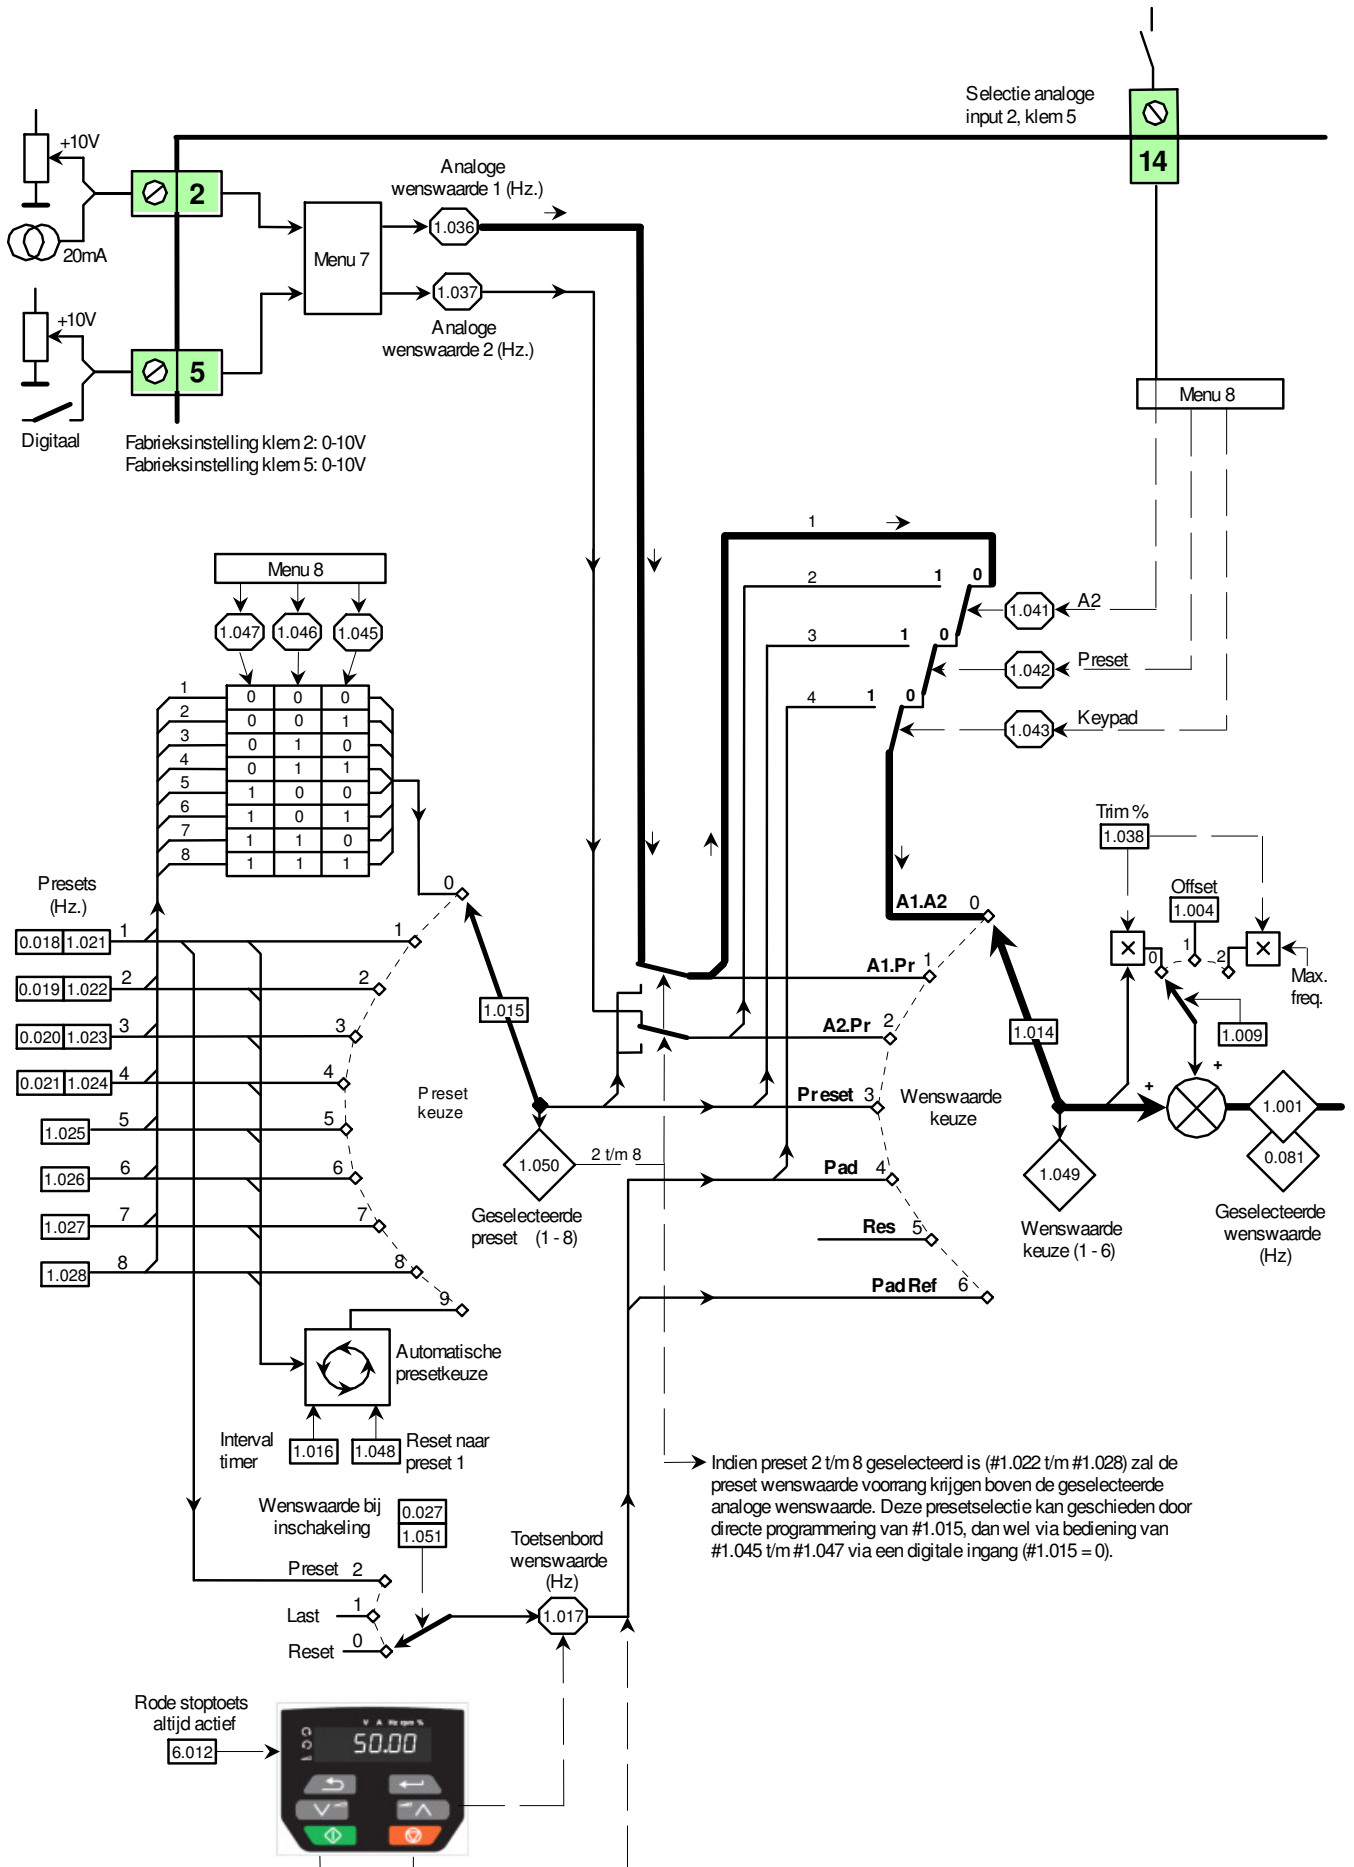 Selectie analoge
input 2, klem 5
14
+10V
2
20mA
+10V
5
Digitaal
Menu 7
Analoge
wenswaarde 1 (Hz.)
1.036
1.037
Analoge
wenswaarde 2 (Hz.)
Fabrieksinstelling klem 2: 0-10V
Fabrieksinstelling klem 5: 0-10V
Menu 8
1
2
1
0
1.041
A2
3
1
0
1.042
Preset
4
1
0
1.043
Keypad
Menu 8
1.047
1.046
1.045
1 0 0 0
2 0 0 1
3 0 1 0
4 0 1 1
5 1 0 0
6 1 0 1
7 1 1 0
8 1 1 1
Presets
(Hz.)
0.018 1.021 1
0.019 1.022 2
0.020 1.023 3
0.021 1.024 4
1.025 5
1.026 6
1.027 7
1.028 8
0
1
2
3
4
5
6
7
8
9
1.015
Preset
keuze
1.050
2 t/m 8
Geselecteerde
preset (1 - 8)
A1.A2 0
A1.Pr 1
A2.Pr 2
Preset 3
Pad 4
Res 5
Pad Ref 6
Wenswaarde
keuze
1.014
1.049
Wenswaarde
keuze (1 - 6)
Trim %
1.038
Offset
1.004
0
1
2
Max.
freq.
1.009
+
+
1.001
0.081
Geselecteerde
wenswaarde
(Hz)
Automatische
presetkeuze
Interval
timer
1.016
1.048
Reset naar
preset 1
Indien preset 2 t/m 8 geselecteerd is (#1.022 t/m #1.028) zal de
preset wenswaarde voorrang krijgen boven de geselecteerde
analoge wenswaarde. Deze presetselectie kan geschieden door
directe programmering van #1.015, dan wel via bediening van
#1.045 t/m #1.047 via een digitale ingang (#1.015 = 0).
Wenswaarde bij
inschakeling
0.027
1.051
Preset 2
Last 1
Reset 0
Toetsenbord
wenswaarde
(Hz)
1.017
Rode stoptoets
altijd actief
6.012
V A Hz rpm %
50.00